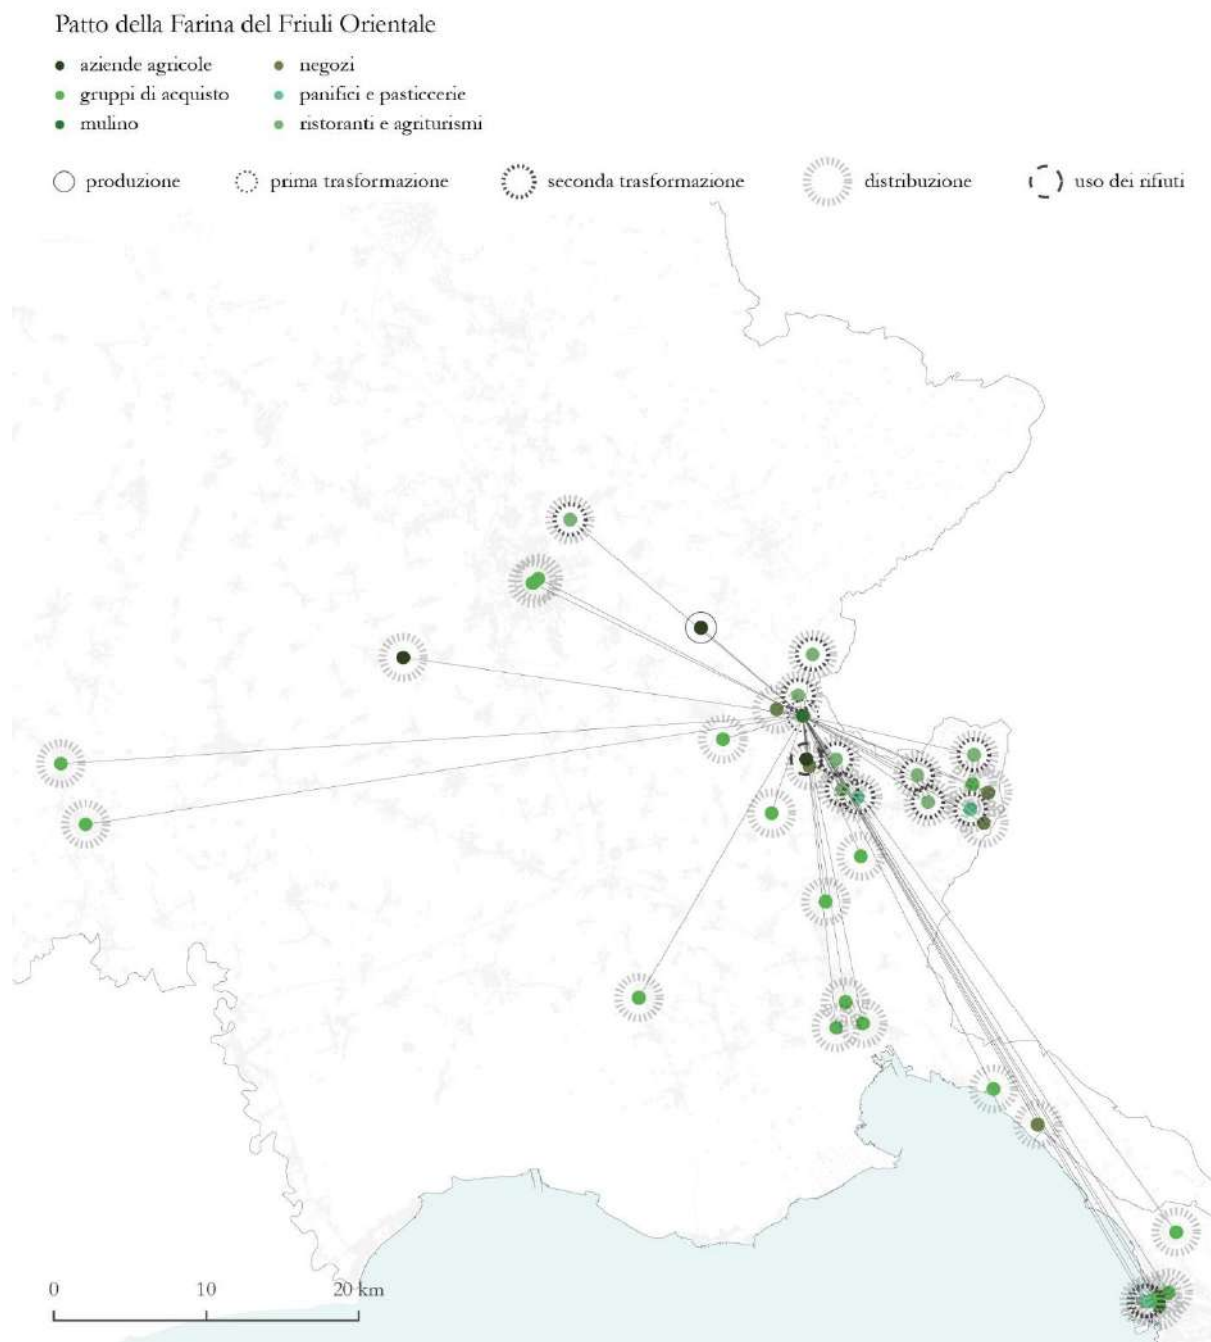 Patto della Farina del Friuli Orientale
aziende agricole
negozi
gruppi di acquisto
panifici e pasticcerie
mulino
ristoranti e agriturismi
produzione
prima trasformazione
seconda trasformazione
distribuzione
uso dei rifiuti
0 10 20 km